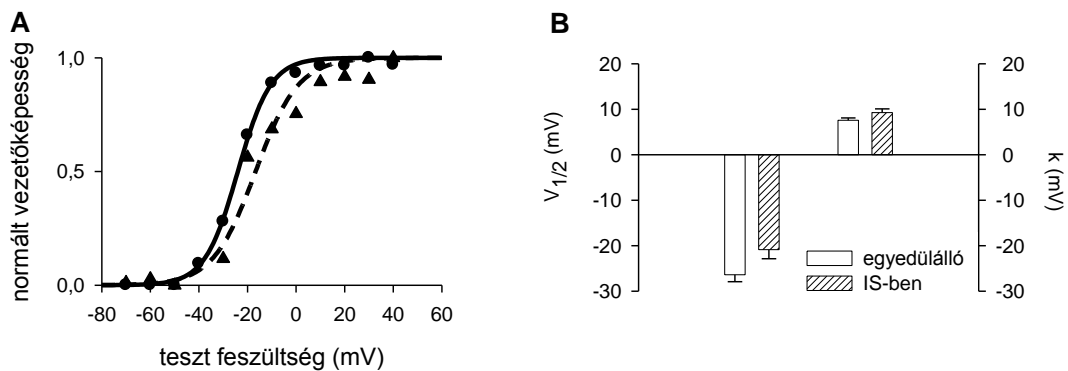 A
normált vezetőképesség
1,0
0,5
0,0
-80 -60 -40 -20 0 20 40 60
teszt feszültség (mV)
B
V1/2 (mV)
20
10
0
-10
-20
-30
egyedülálló
IS-ben
20
10
0
-10
-20
-30
k (mV)